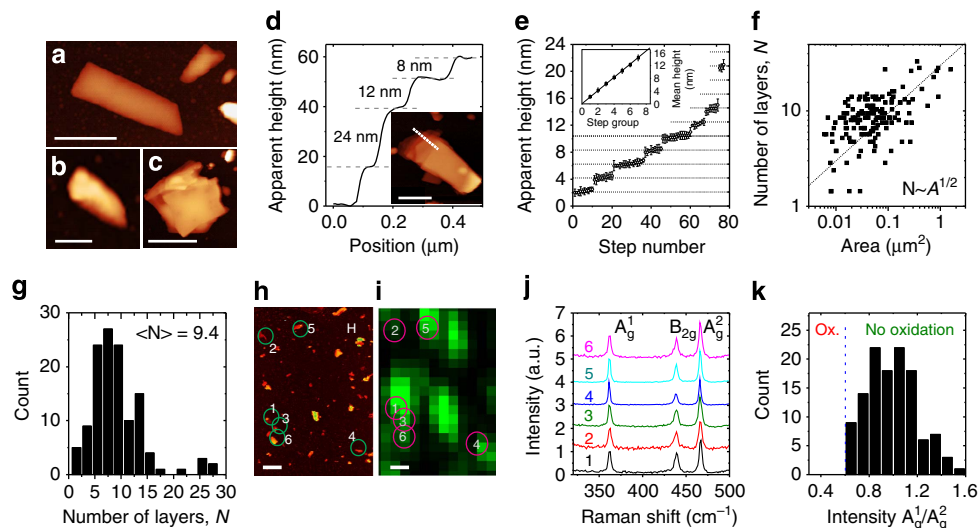 a
b
c
d
Apparent height (nm)
60
40
20
0
8 nm
12 nm
24 nm
0.0
0.2
0.4
Position (μm)
e
Apparent height (nm)
24
20
16
12
8
4
0
0 2 4 6 8
Step group
16
12
8
4
0
Mean height (nm)
0
20
40
60
80
Step number
f
Number of layers, N
10
1
N~A^1/2
0.01
0.1
1
10
Area (μm²)
g
Count
30
20
10
0
<N> = 9.4
0
5
10
15
20
25
30
Number of layers, N
h
5
H
2
1
3
6
4
i
2
5
1
3
6
4
j
Intensity (a.u.)
7
6
5
4
3
2
1
0
A_g^1
B_2g
A_g^2
6
5
4
3
2
1
350
400
450
500
Raman shift (cm⁻¹)
k
Ox.
No oxidation
Count
25
20
15
10
5
0
0.4
0.8
1.2
1.6
Intensity A_g^1/A_g^2